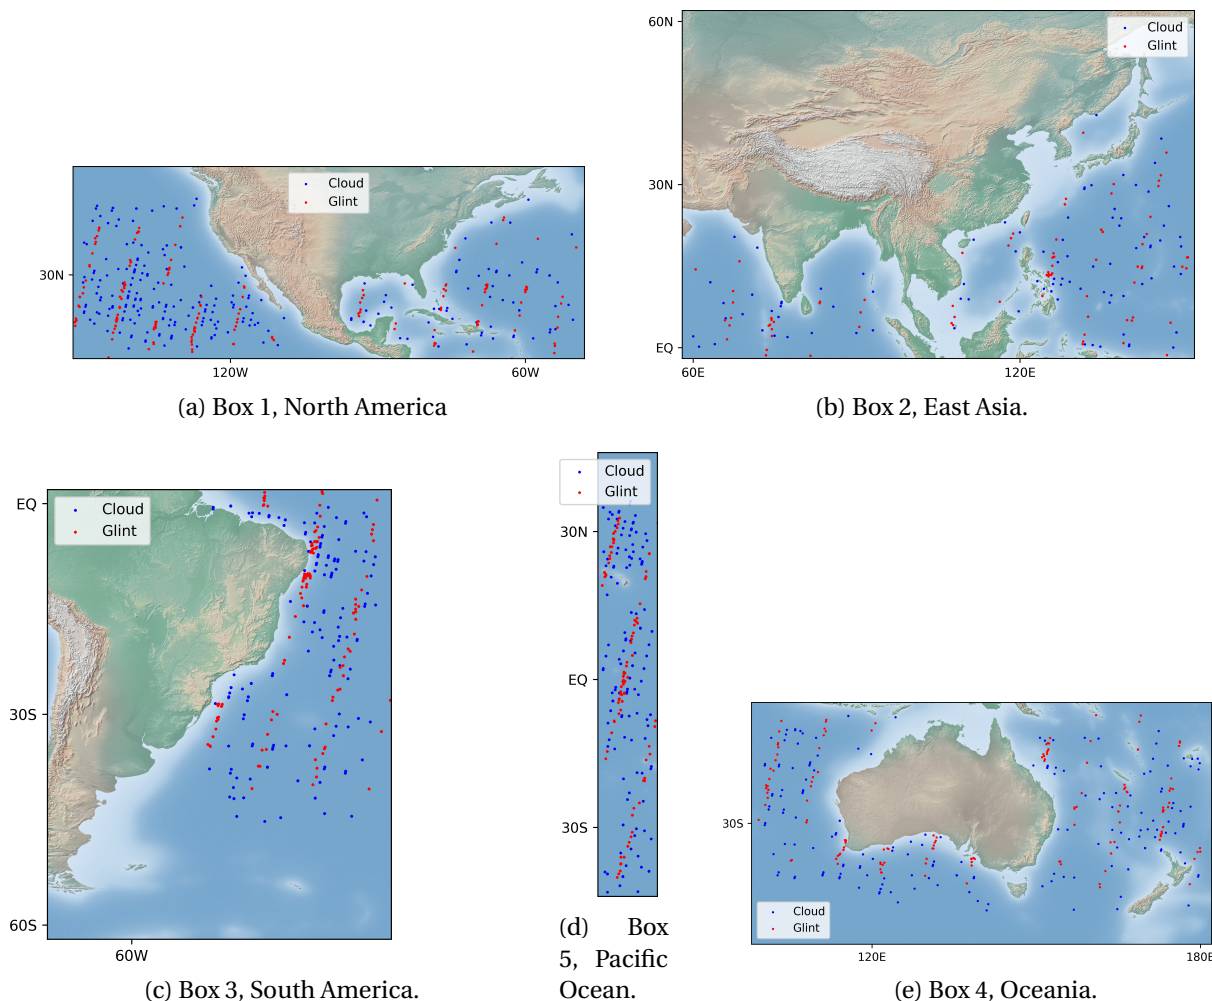 Cloud
Glint
30N
120W
60W
(a) Box 1, North America
60N
Cloud
Glint
30N
EQ
60E
120E
(b) Box 2, East Asia.
EQ
Cloud
Glint
30S
60S
60W
(c) Box 3, South America.
Cloud
Glint
30N
EQ
30S
(d) Box
5, Pacific
Ocean.
30S
Cloud
Glint
120E
180E
(e) Box 4, Oceania.